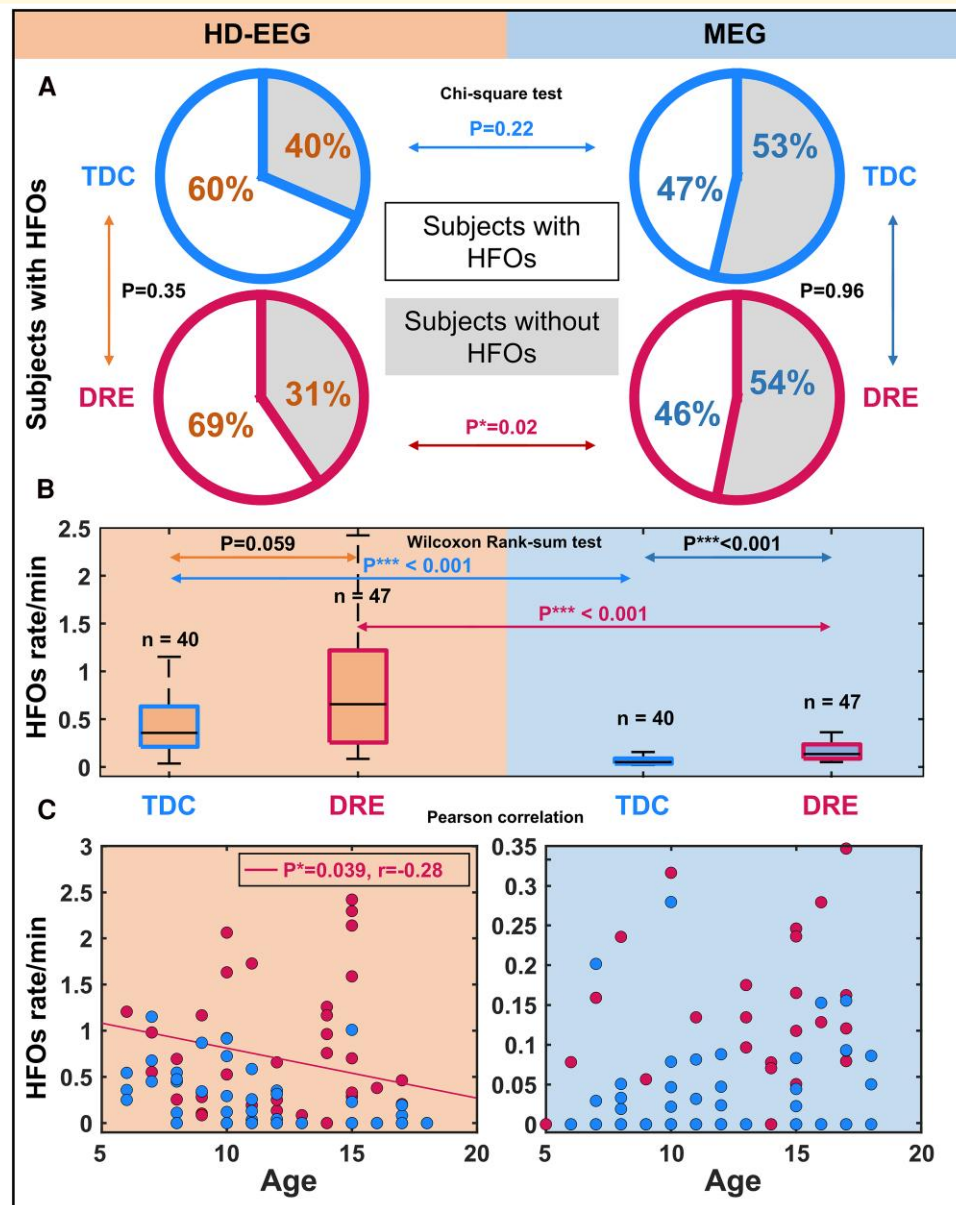 HD-EEG MEG
A
Subjects with HFOs
Chi-square test
P=0.22
TDC 60% 40% 47% 53% TDC
Subjects with
HFOs
P=0.35 P=0.96
Subjects without
HFOs
DRE 69% 31% 46% 54% DRE
P*=0.02
B
HFOs rate/min
2.5
2
1.5
1
0.5
0
P=0.059 Wilcoxon Rank-sum test P***<0.001
P*** < 0.001
n = 47
P*** < 0.001
n = 40
n = 40 n = 47
TDC DRE TDC DRE
C
Pearson correlation
HFOs rate/min
3
2.5
2
1.5
1
0.5
0
P*=0.039, r=-0.28
5 10 15 20
Age
0.35
0.3
0.25
0.2
0.15
0.1
0.05
0
5 10 15 20
Age